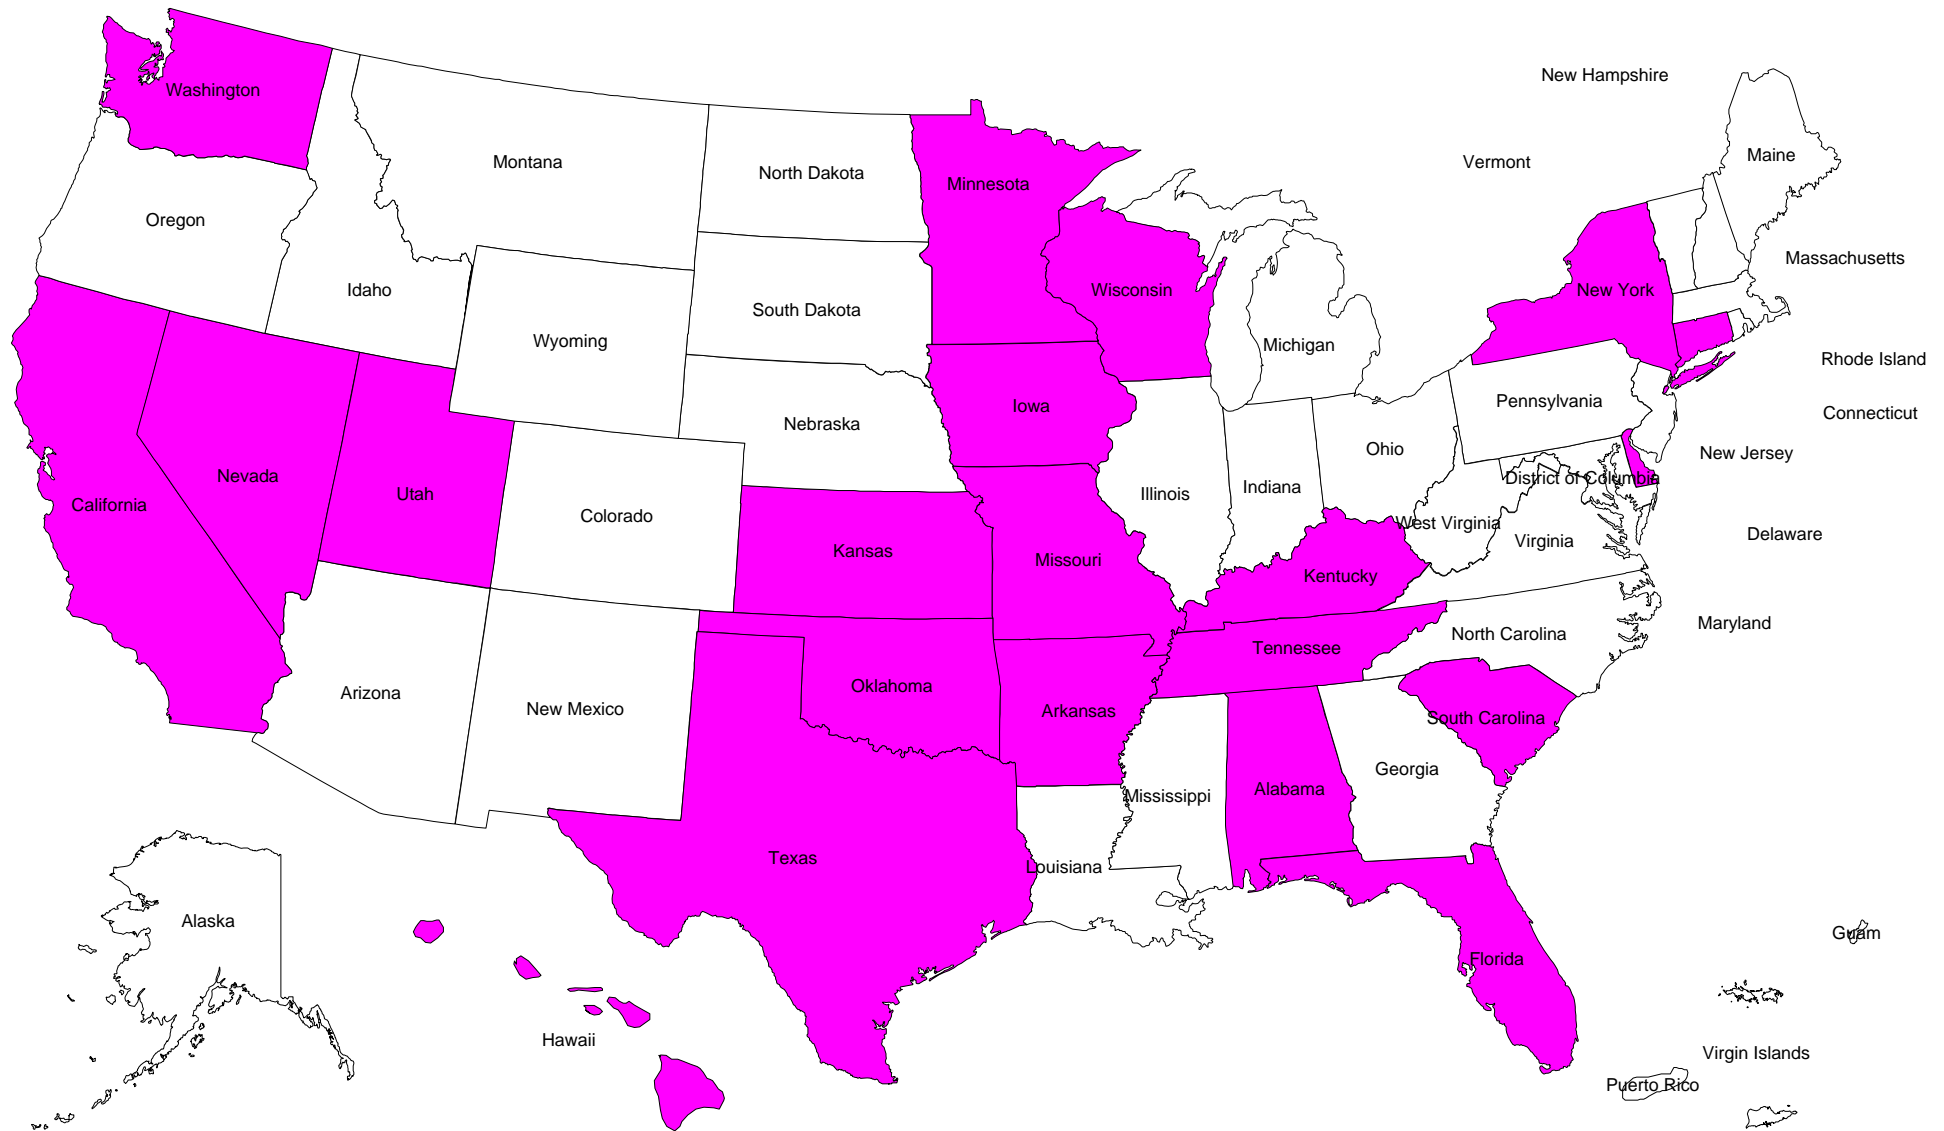 New Hampshire
Washington
Maine
Montana
Vermont
North Dakota
Minnesota
Oregon
Massachusetts
Idaho
Wisconsin
New York
South Dakota
Wyoming
Michigan
Rhode Island
Pennsylvania
Iowa
Connecticut
Nebraska
Ohio
New Jersey
Nevada
District of Columbia
Indiana
Utah
Illinois
California
Colorado
West Virginia
Delaware
Virginia
Kansas
Missouri
Kentucky
Maryland
North Carolina
Tennessee
Oklahoma
Arizona
New Mexico
Arkansas
South Carolina
Georgia
Alabama
Mississippi
Texas
Louisiana
Alaska
Guam
Florida
Hawaii
Virgin Islands
Puerto Rico